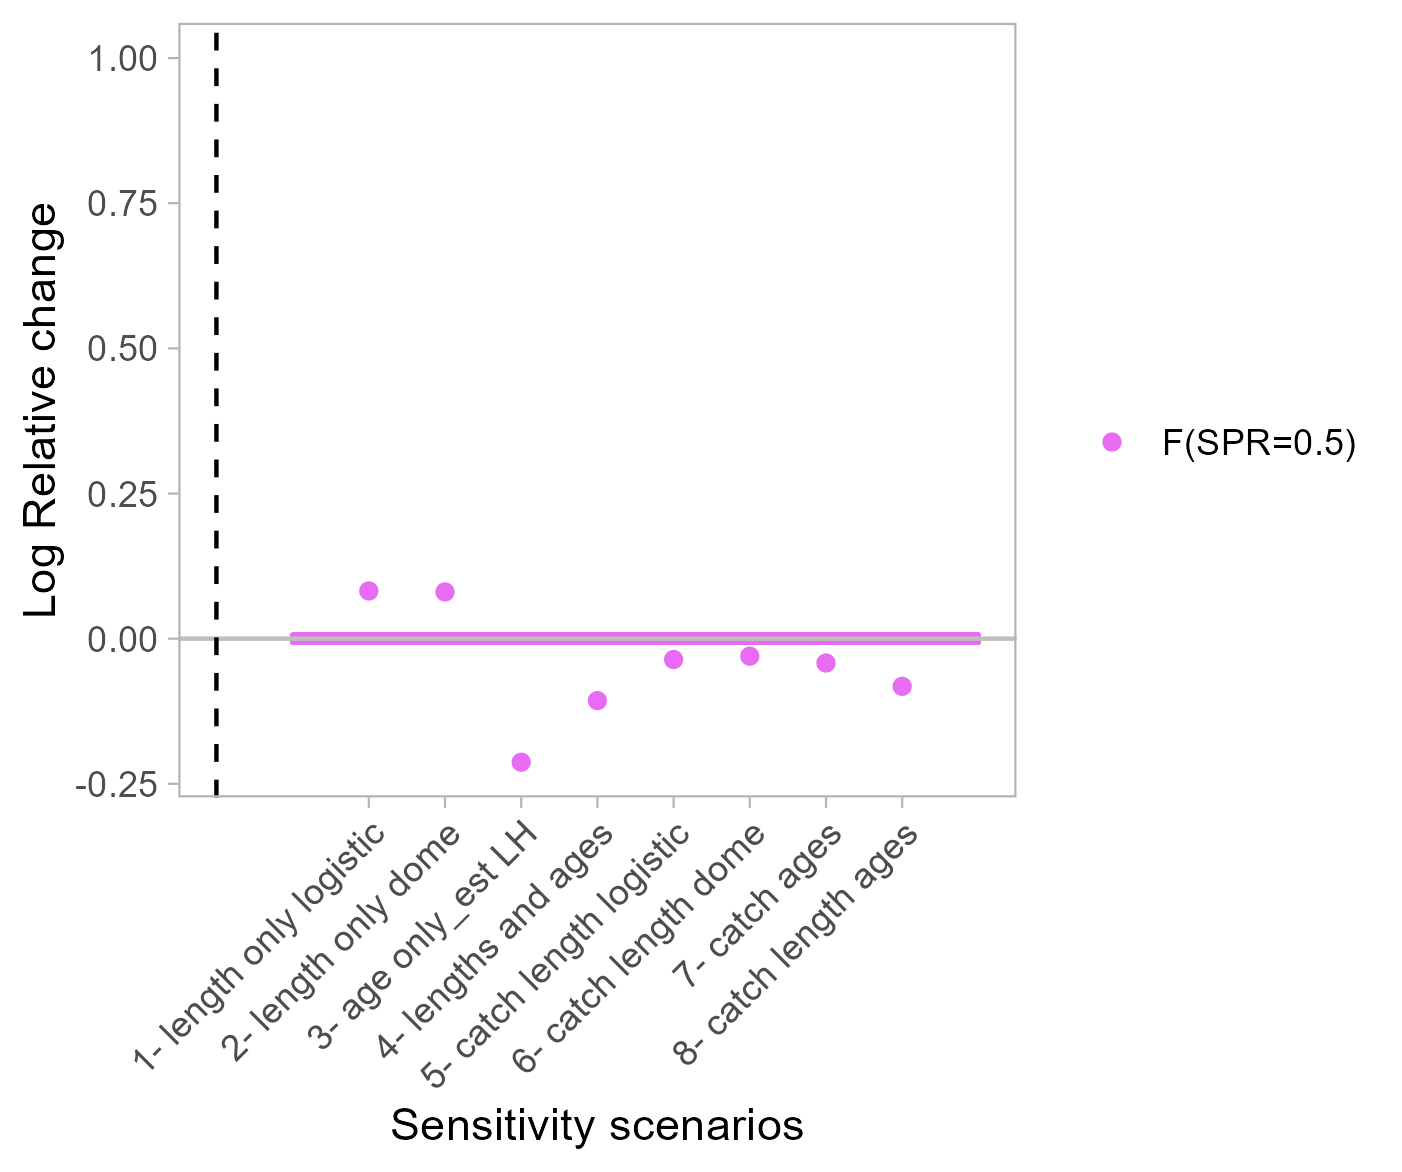 1.00
0.75
0.50
0.25
0.00
-0.25
Log Relative change
1- length only logistic
2- length only dome
3- age only_est LH
4- lengths and ages
5- catch length logistic
6- catch length dome
7- catch ages
8- catch length ages
Sensitivity scenarios
F(SPR=0.5)